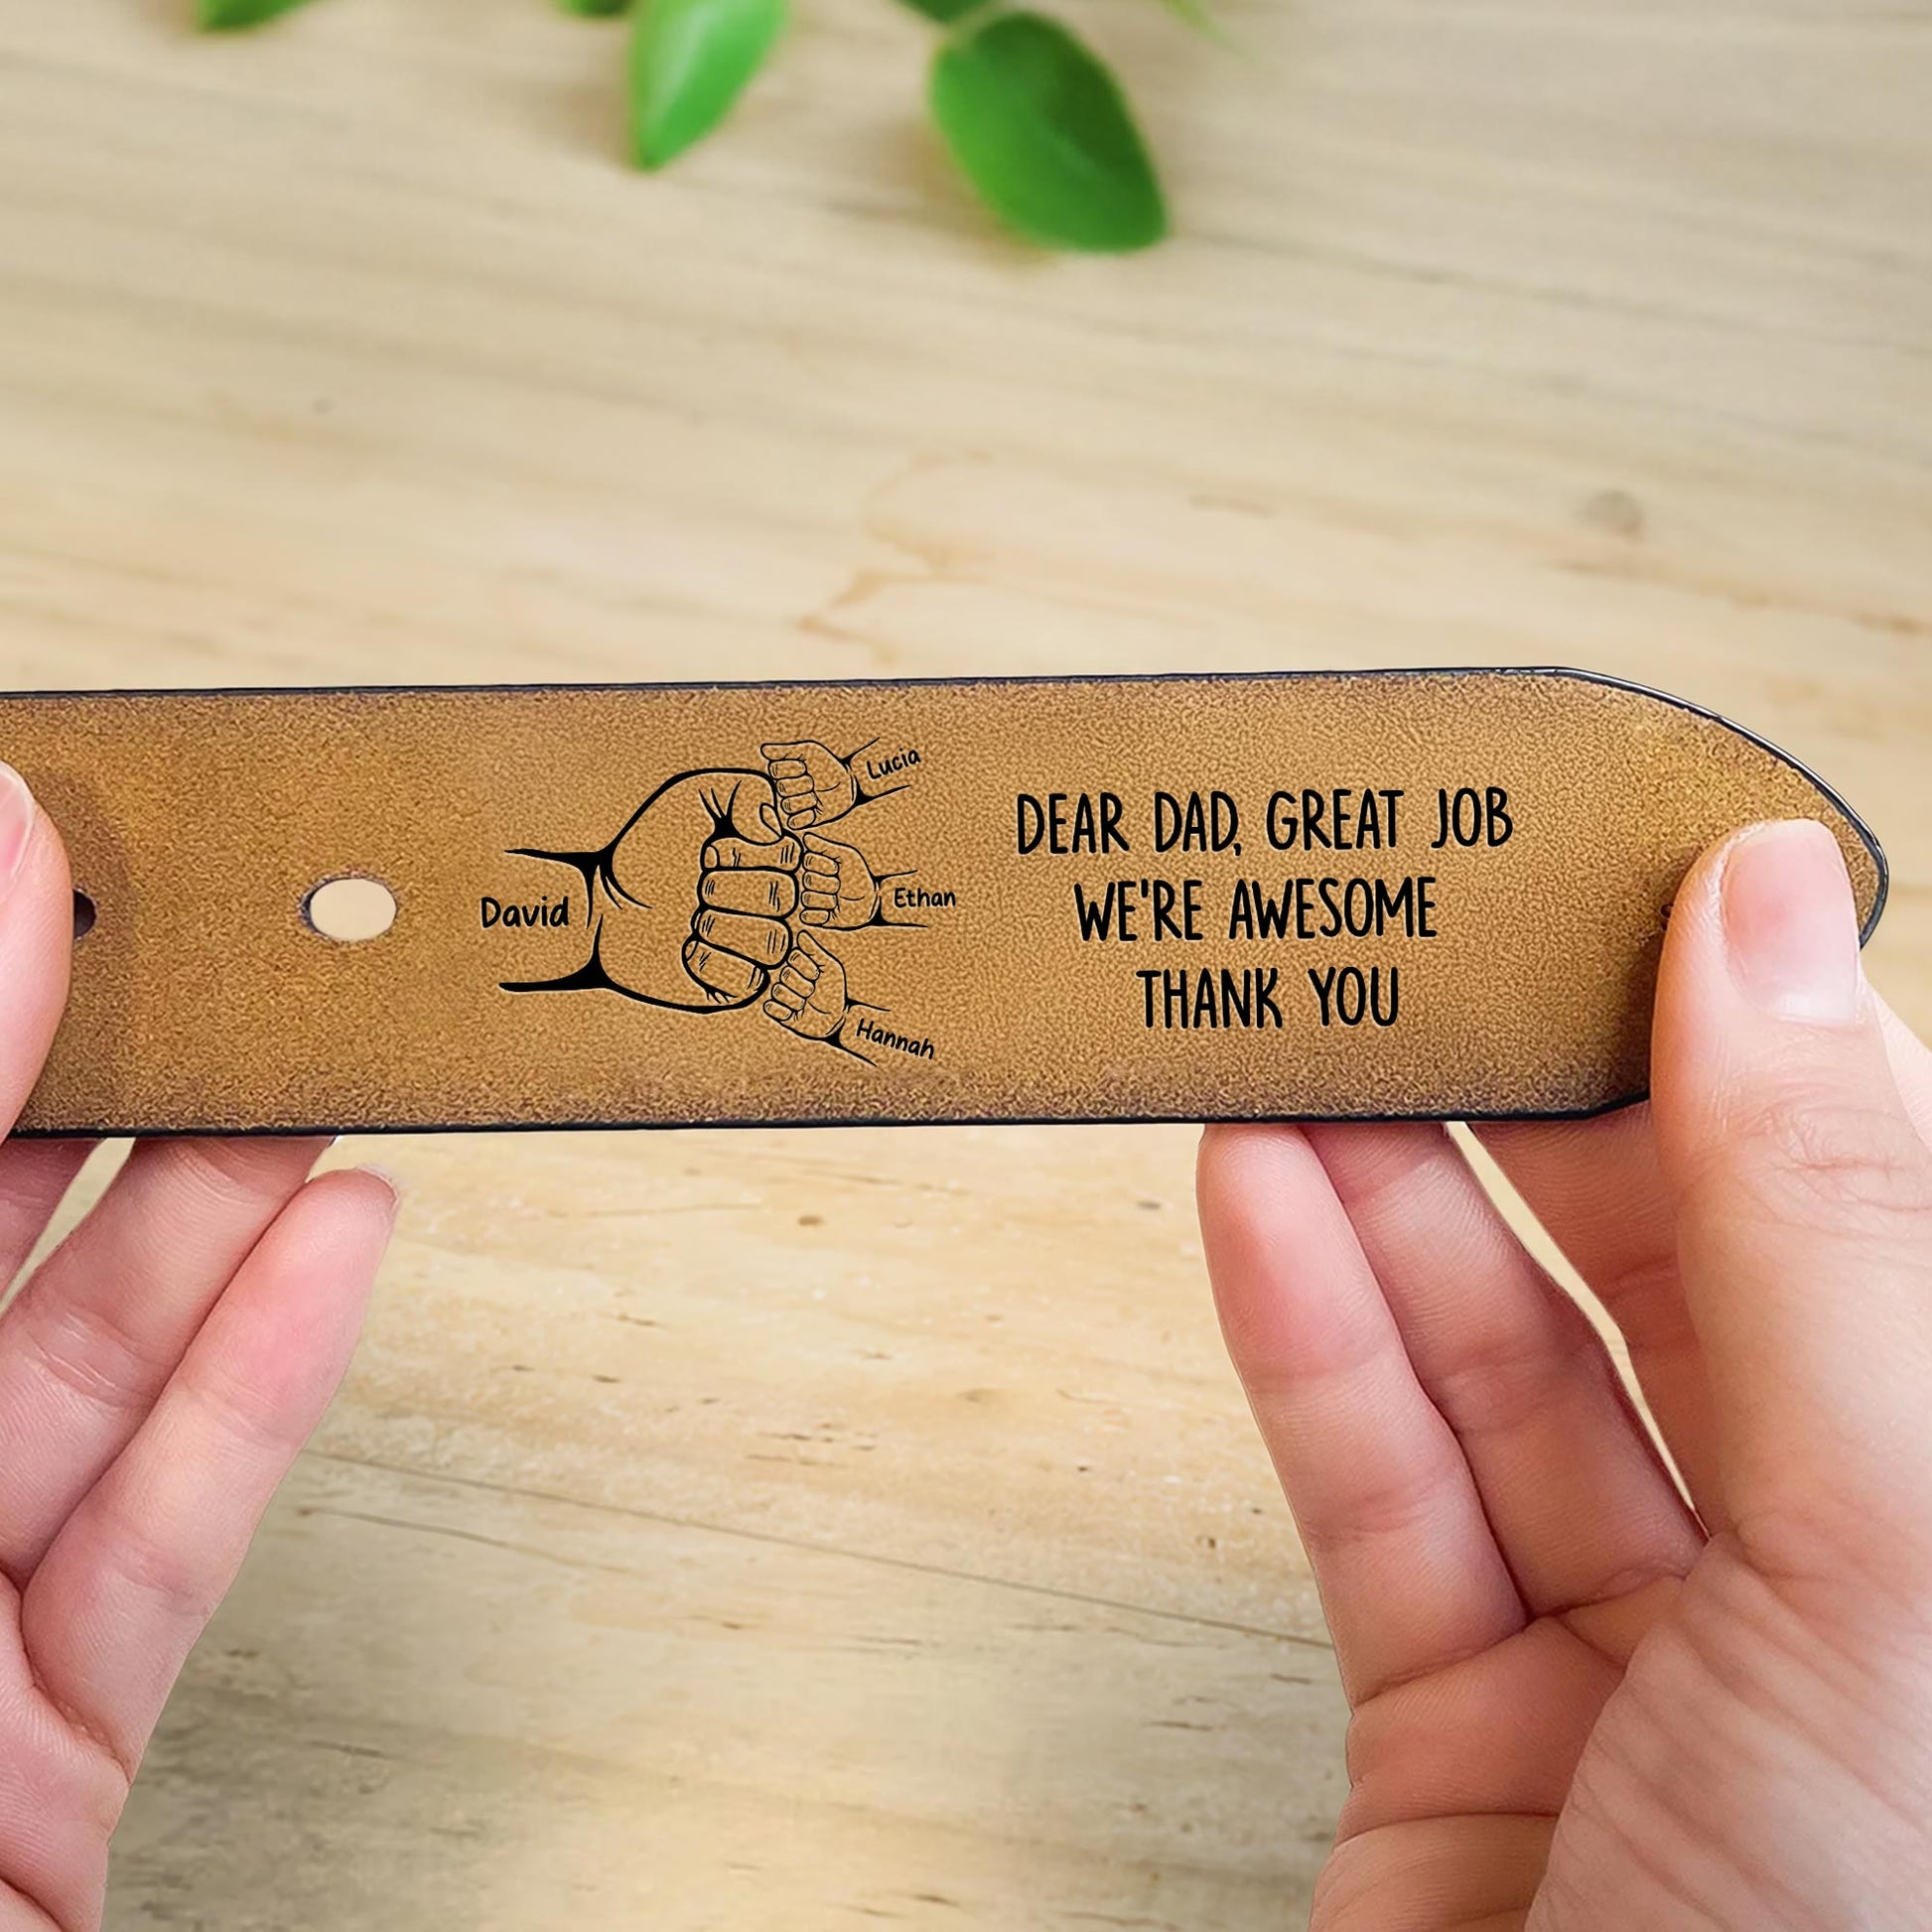 David
Lucia
Ethan
Hannah
DEAR DAD, GREAT JOB
WE'RE AWESOME
THANK YOU